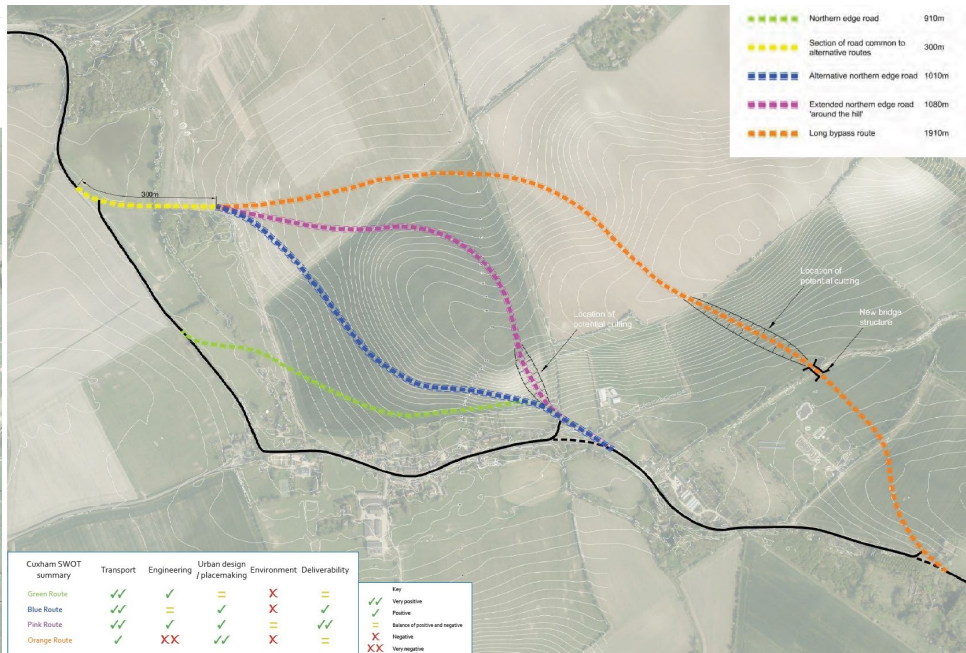 Northern edge road 910m
Section of road common to
alternative routes 300m
Alternative northern edge road 1010m
Extended northern edge road
'around the hill' 1080m
Long bypass route 1910m
300m
Location of
potential cutting
New bridge
structure
Location of
potential cutting
Cuxham SWOT
summary
Transport
Engineering
Urban design
/ placemaking
Environment
Deliverability
Green Route ✓✓ ✓ = X =
Blue Route ✓✓ = ✓ X ✓
Pink Route ✓✓ ✓ ✓ = ✓✓
Orange Route ✓ XX ✓✓ X =
Key
✓✓ Very positive
✓ Positive
= Balance of positive and negative
X Negative
XX Very negative